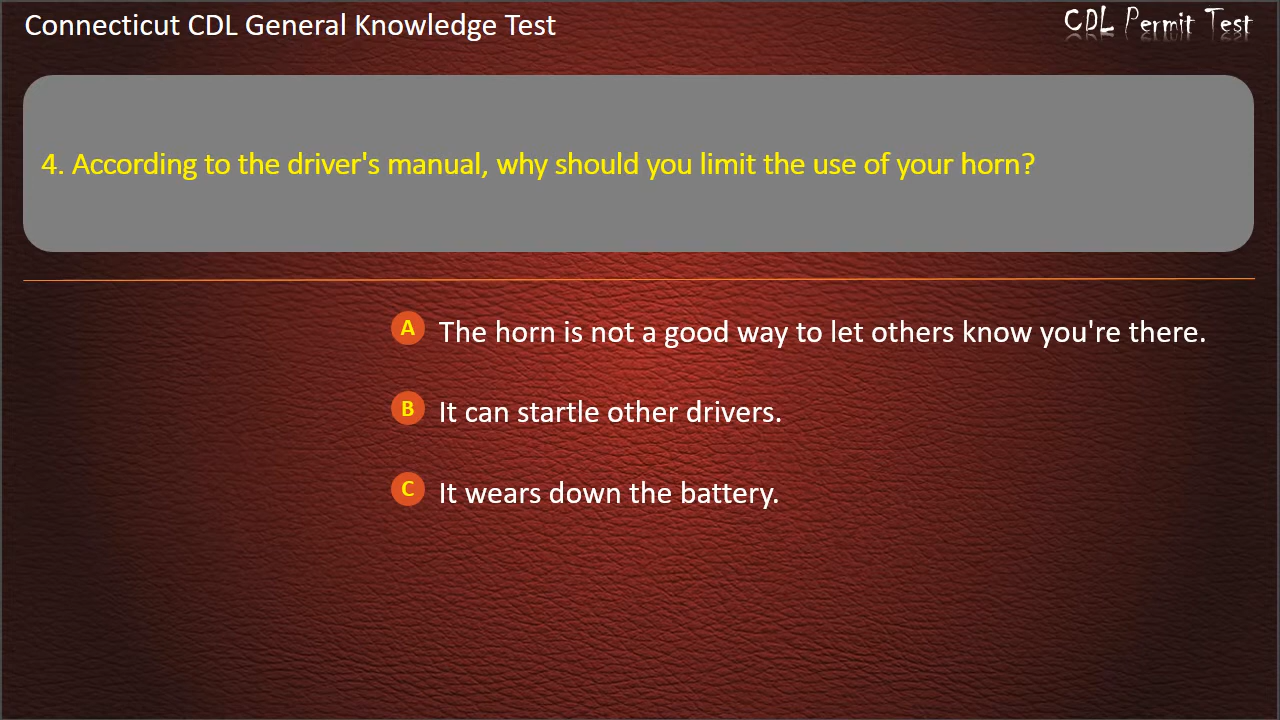 Connecticut CDL General Knowledge Test
CDL Permit Test
4. According to the driver's manual, why should you limit the use of your horn?
A The horn is not a good way to let others know you're there.
B It can startle other drivers.
C It wears down the battery.